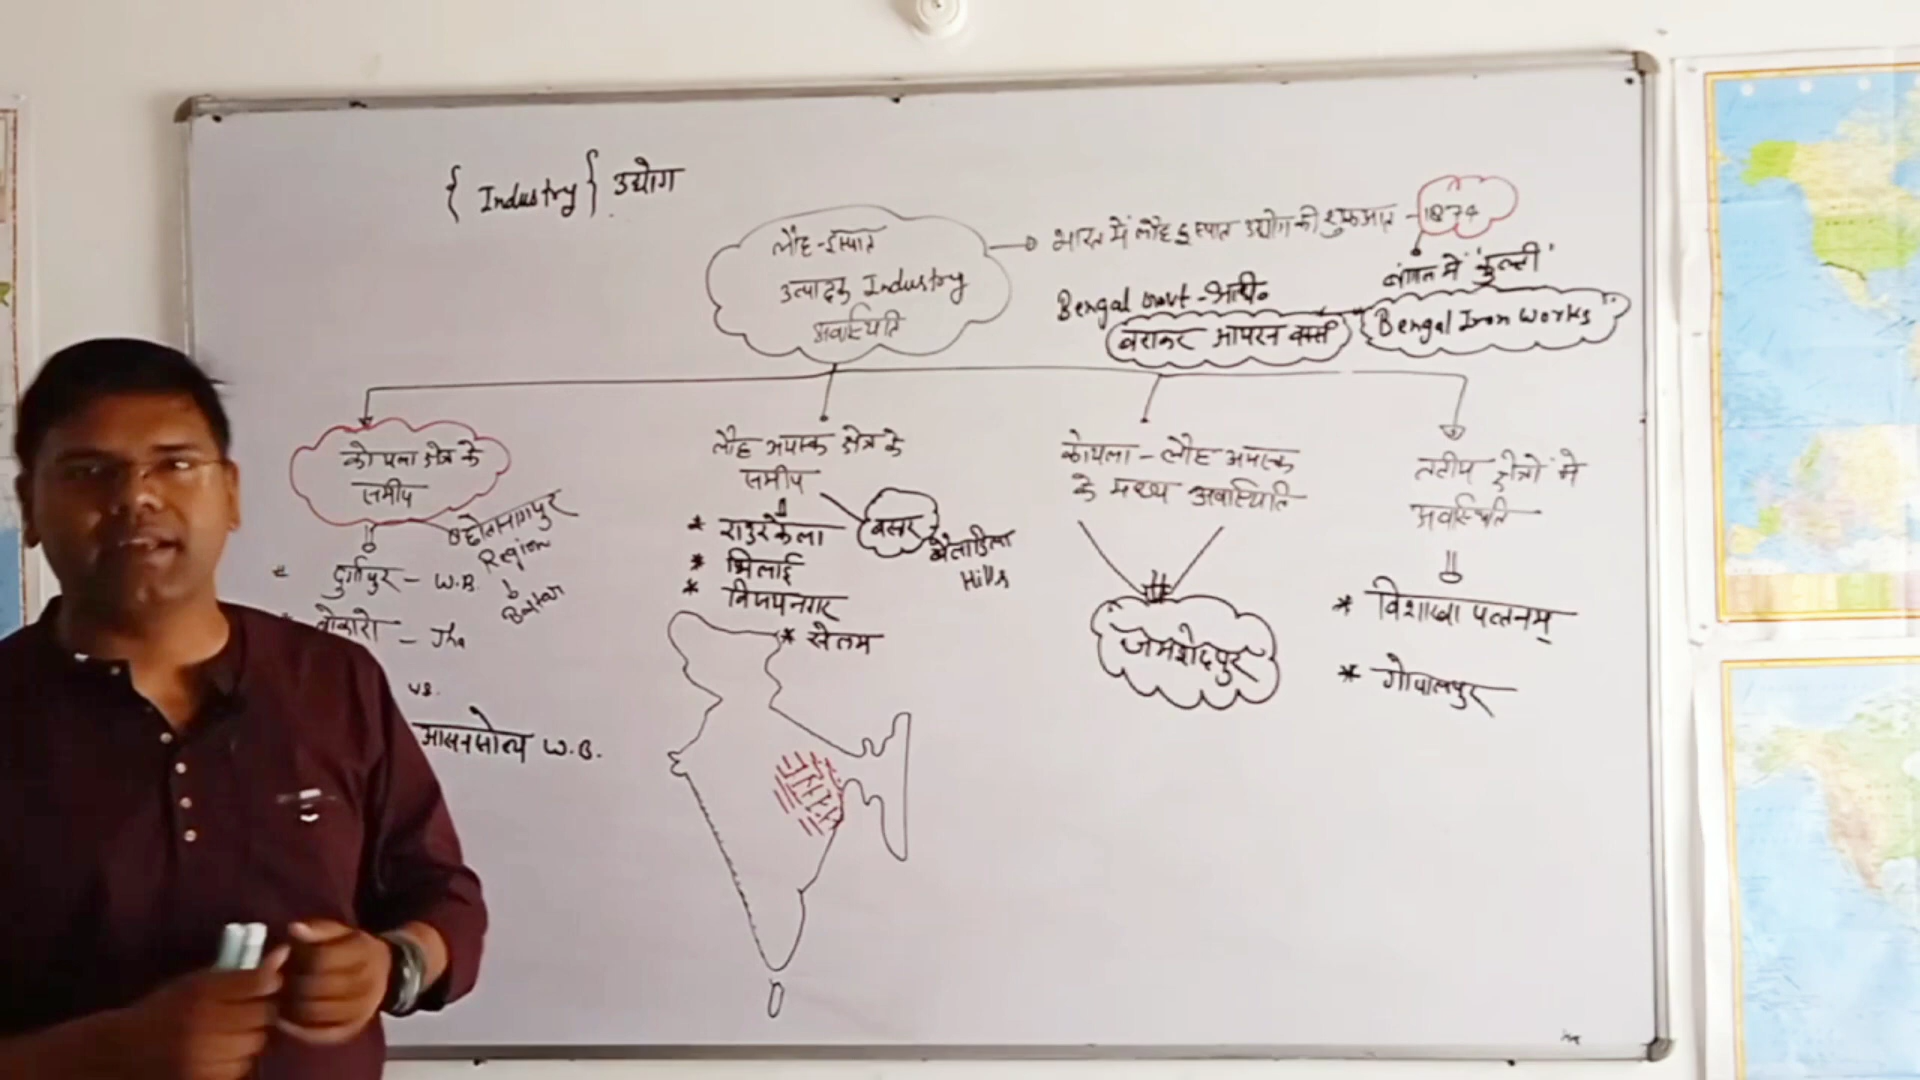 { Industry } उद्योग
लौह-इस्पात
उत्पादक Industry
अवस्थिति
भारत में लौह इस्पात उद्योग की शुरूआत - 1874
बंगाल में 'कुल्टी'
Bengal Iron Works
Bengal Govt -
बराकर आयरन वर्क्स
कोयला क्षेत्र के
समीप
छोटानागपुर
Region
* दुर्गापुर - W.B.
बोकारो - Jha
आसनसोल W.B.
लौह अयस्क क्षेत्र के
समीप
* राउरकेला
* भिलाई
* विजयनगर
* सेलम
बस्तर
बैलाडिला
Hills
कोयला - लौह अयस्क
के मध्य अवस्थिति
जमशेदपुर
तटीय क्षेत्रों में
अवस्थिति
* विशाखापत्तनम्
* गोपालपुर